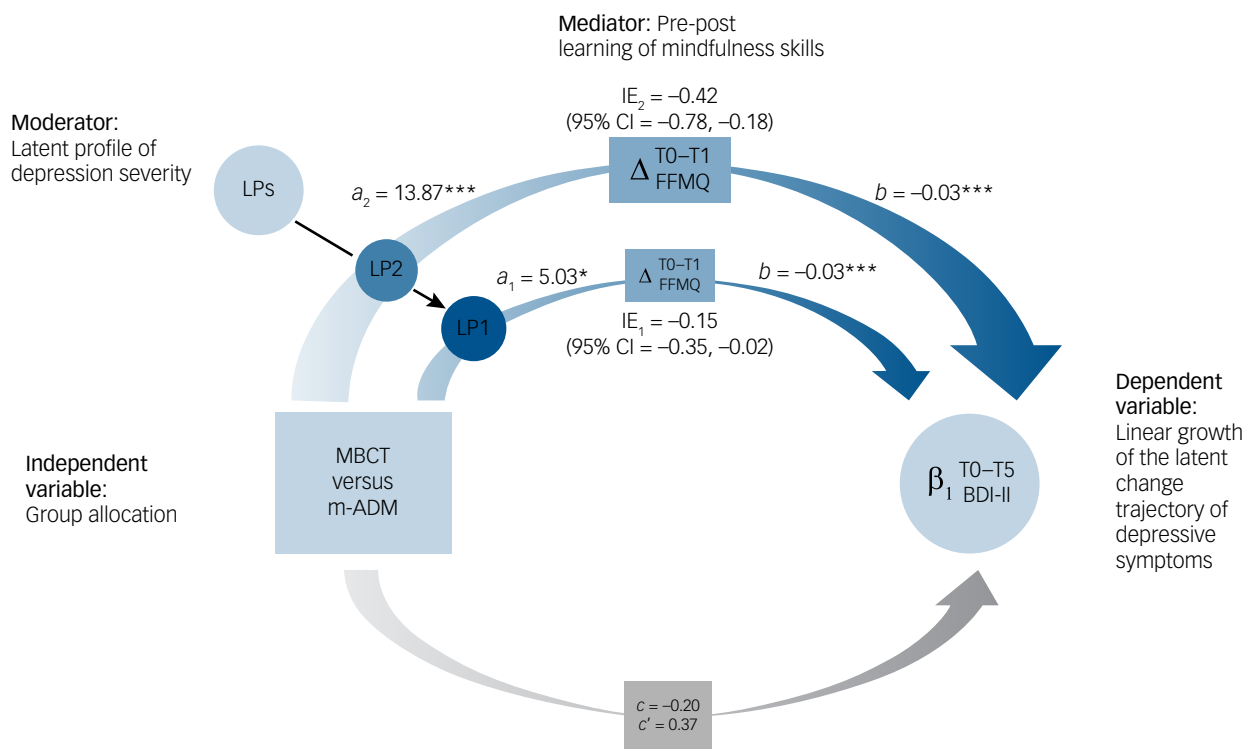 Mediator: Pre-post
learning of mindfulness skills
IE2 = –0.42
(95% CI = –0.78, –0.18)
Moderator:
Latent profile of
depression severity
LPs
Δ T0–T1
FFMQ
a2 = 13.87***
b = –0.03***
LP2
a1 = 5.03*
Δ T0–T1
FFMQ
b = –0.03***
LP1
IE1 = –0.15
(95% CI = –0.35, –0.02)
Independent
variable:
Group allocation
MBCT
versus
m-ADM
β1 T0–T5
BDI-II
Dependent
variable:
Linear growth
of the latent
change
trajectory of
depressive
symptoms
c = –0.20
c' = 0.37